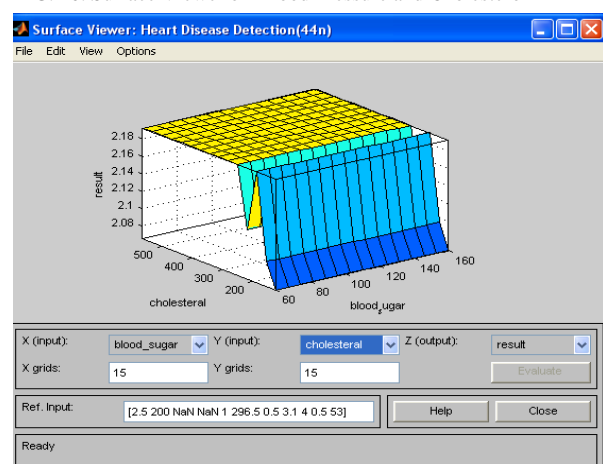 Surface Viewer: Heart Disease Detection(44n)
File Edit View Options
2.18
2.16
2.14
2.12
2.1
2.08
result
500
400
300
200
cholesteral
60
80
100
120
140
160
blood_sugar
X (input): blood_sugar Y (input): cholesteral Z (output): result
X grids: 15 Y grids: 15 Evaluate
Ref. Input: [2.5 200 NaN NaN 1 296.5 0.5 3.1 4 0.5 53] Help Close
Ready